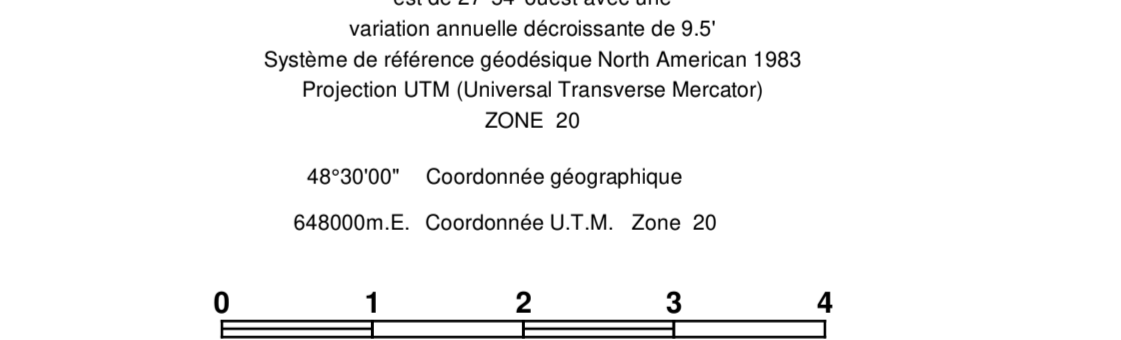 variation annuelle décroissante de 9.5'
Système de référence géodésique North American 1983
Projection UTM (Universal Transverse Mercator)
ZONE 20
48°30'00" Coordonnée géographique
648000m.E. Coordonnée U.T.M. Zone 20
0 1 2 3 4